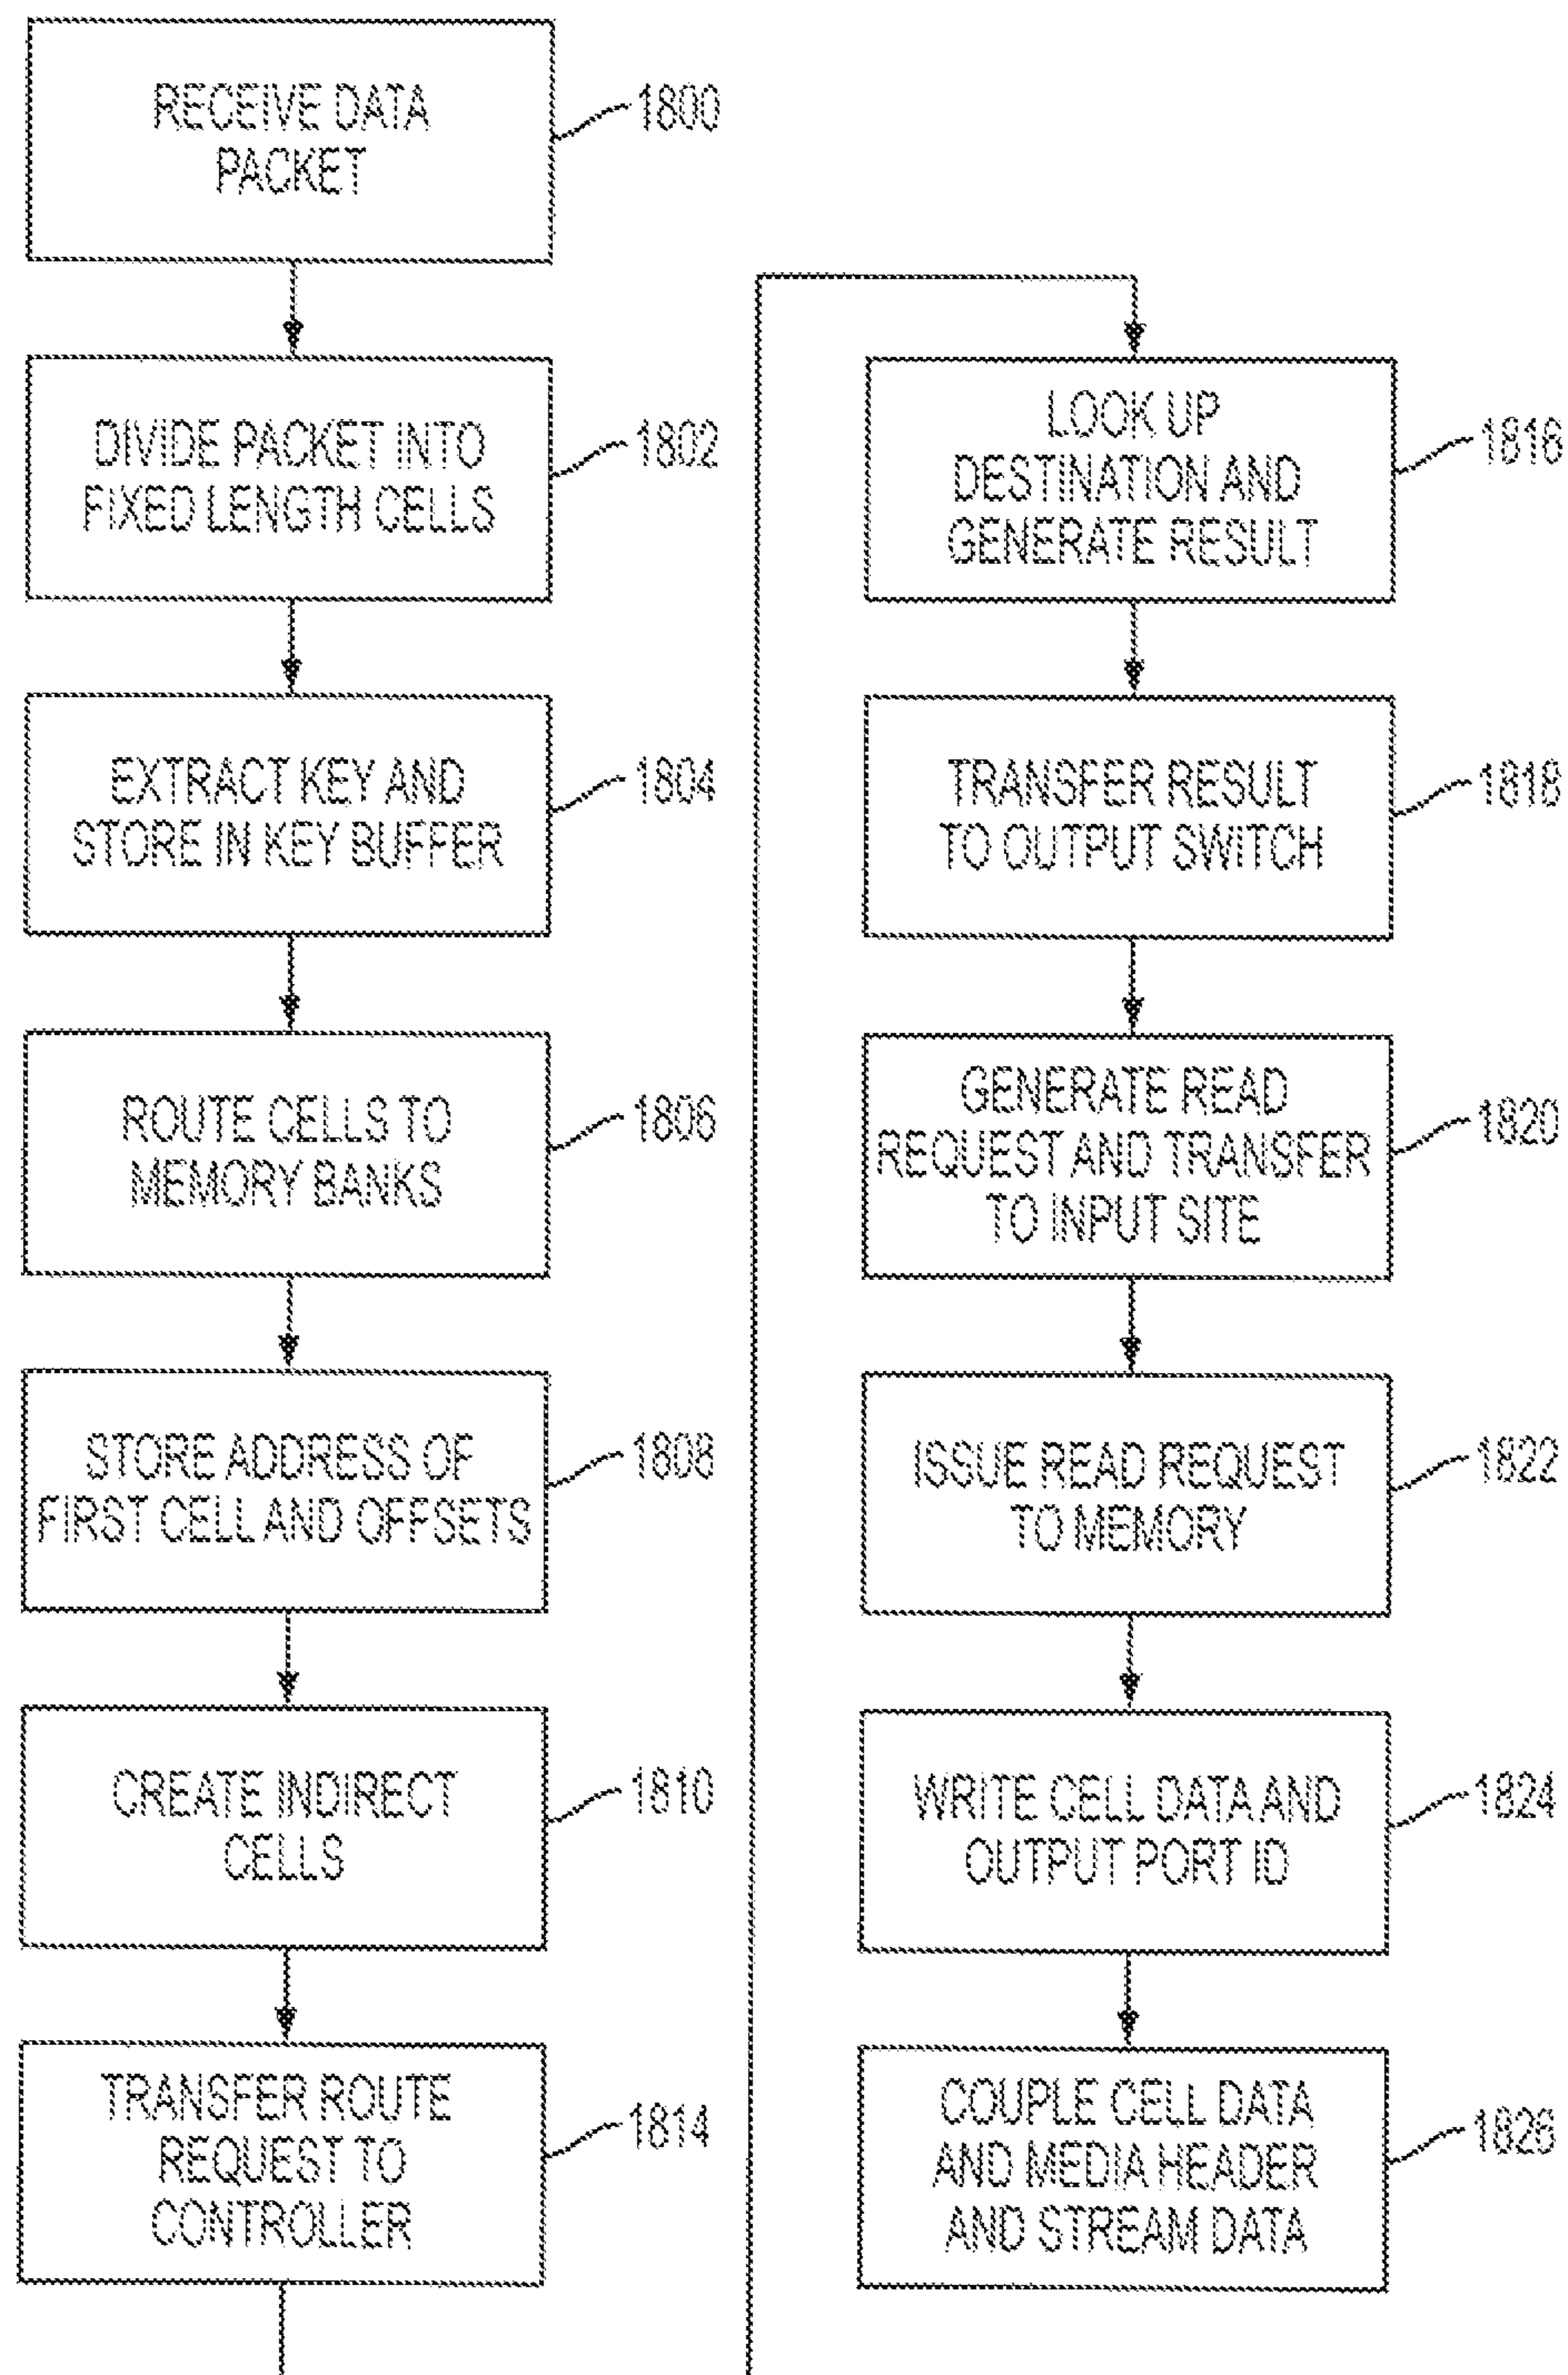 RECEIVE DATA
PACKET
1800
DIVIDE PACKET INTO
FIXED LENGTH CELLS
1802
EXTRACT KEY AND
STORE IN KEY BUFFER
1804
ROUTE CELLS TO
MEMORY BANKS
1806
STORE ADDRESS OF
FIRST CELL AND OFFSETS
1808
CREATE INDIRECT
CELLS
1810
TRANSFER ROUTE
REQUEST TO
CONTROLLER
1814
LOOK UP
DESTINATION AND
GENERATE RESULT
1816
TRANSFER RESULT
TO OUTPUT SWITCH
1818
GENERATE READ
REQUEST AND TRANSFER
TO INPUT SITE
1820
ISSUE READ REQUEST
TO MEMORY
1822
WRITE CELL DATA AND
OUTPUT PORT ID
1824
COUPLE CELL DATA
AND MEDIA HEADER
AND STREAM DATA
1826